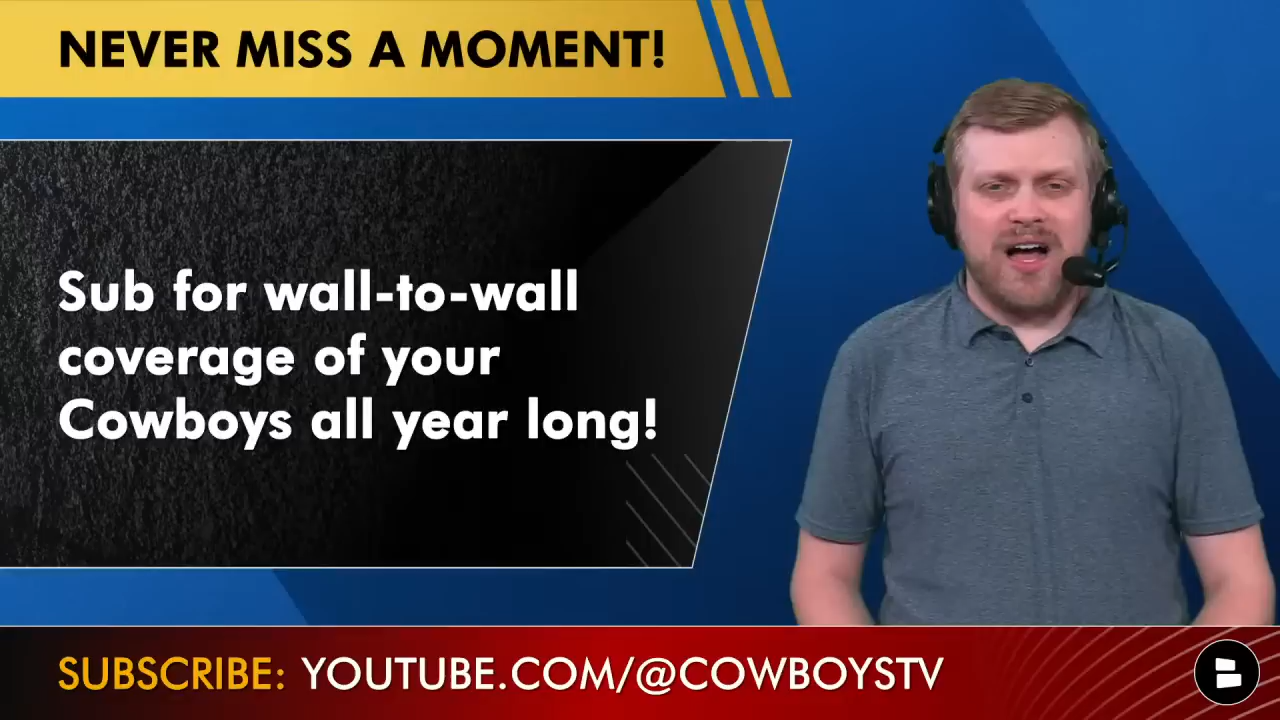 NEVER MISS A MOMENT!
Sub for wall-to-wall
coverage of your
Cowboys all year long!
SUBSCRIBE: YOUTUBE.COM/@COWBOYSTV